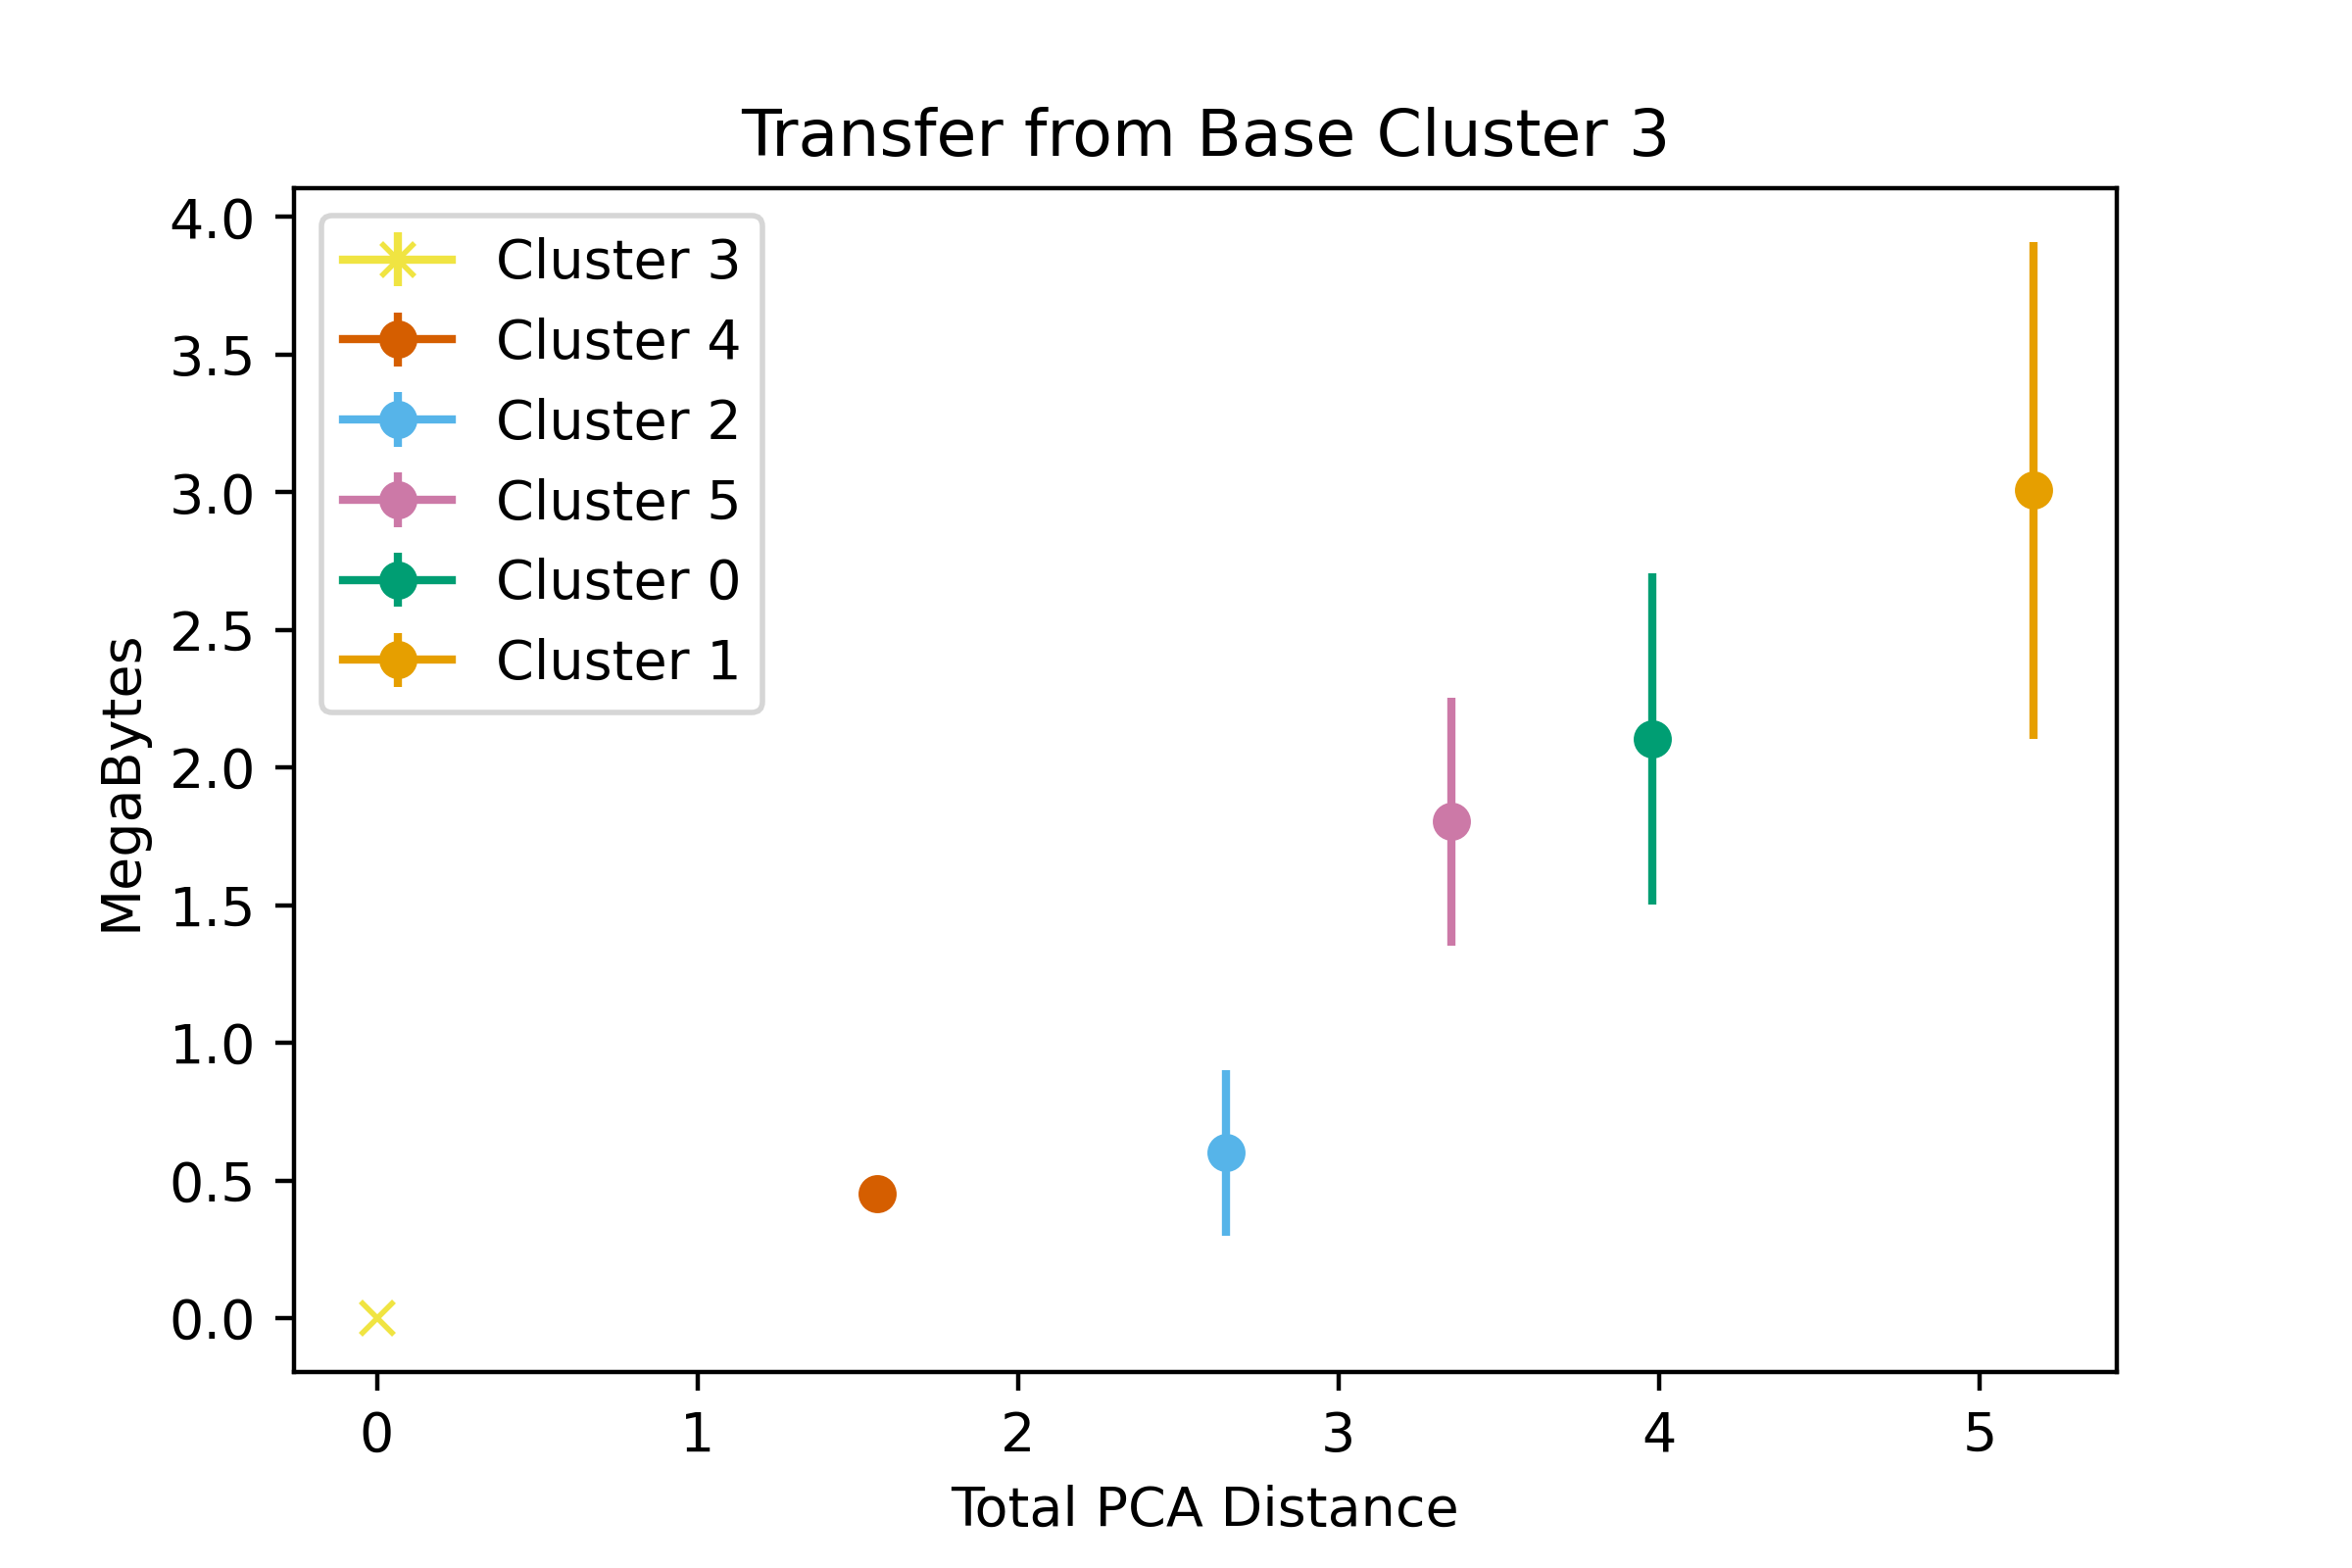 Transfer from Base Cluster 3
4.0
3.5
3.0
2.5
2.0
1.5
1.0
0.5
0.0
MegaBytes
Cluster 3
Cluster 4
Cluster 2
Cluster 5
Cluster 0
Cluster 1
0 1 2 3 4 5
Total PCA Distance